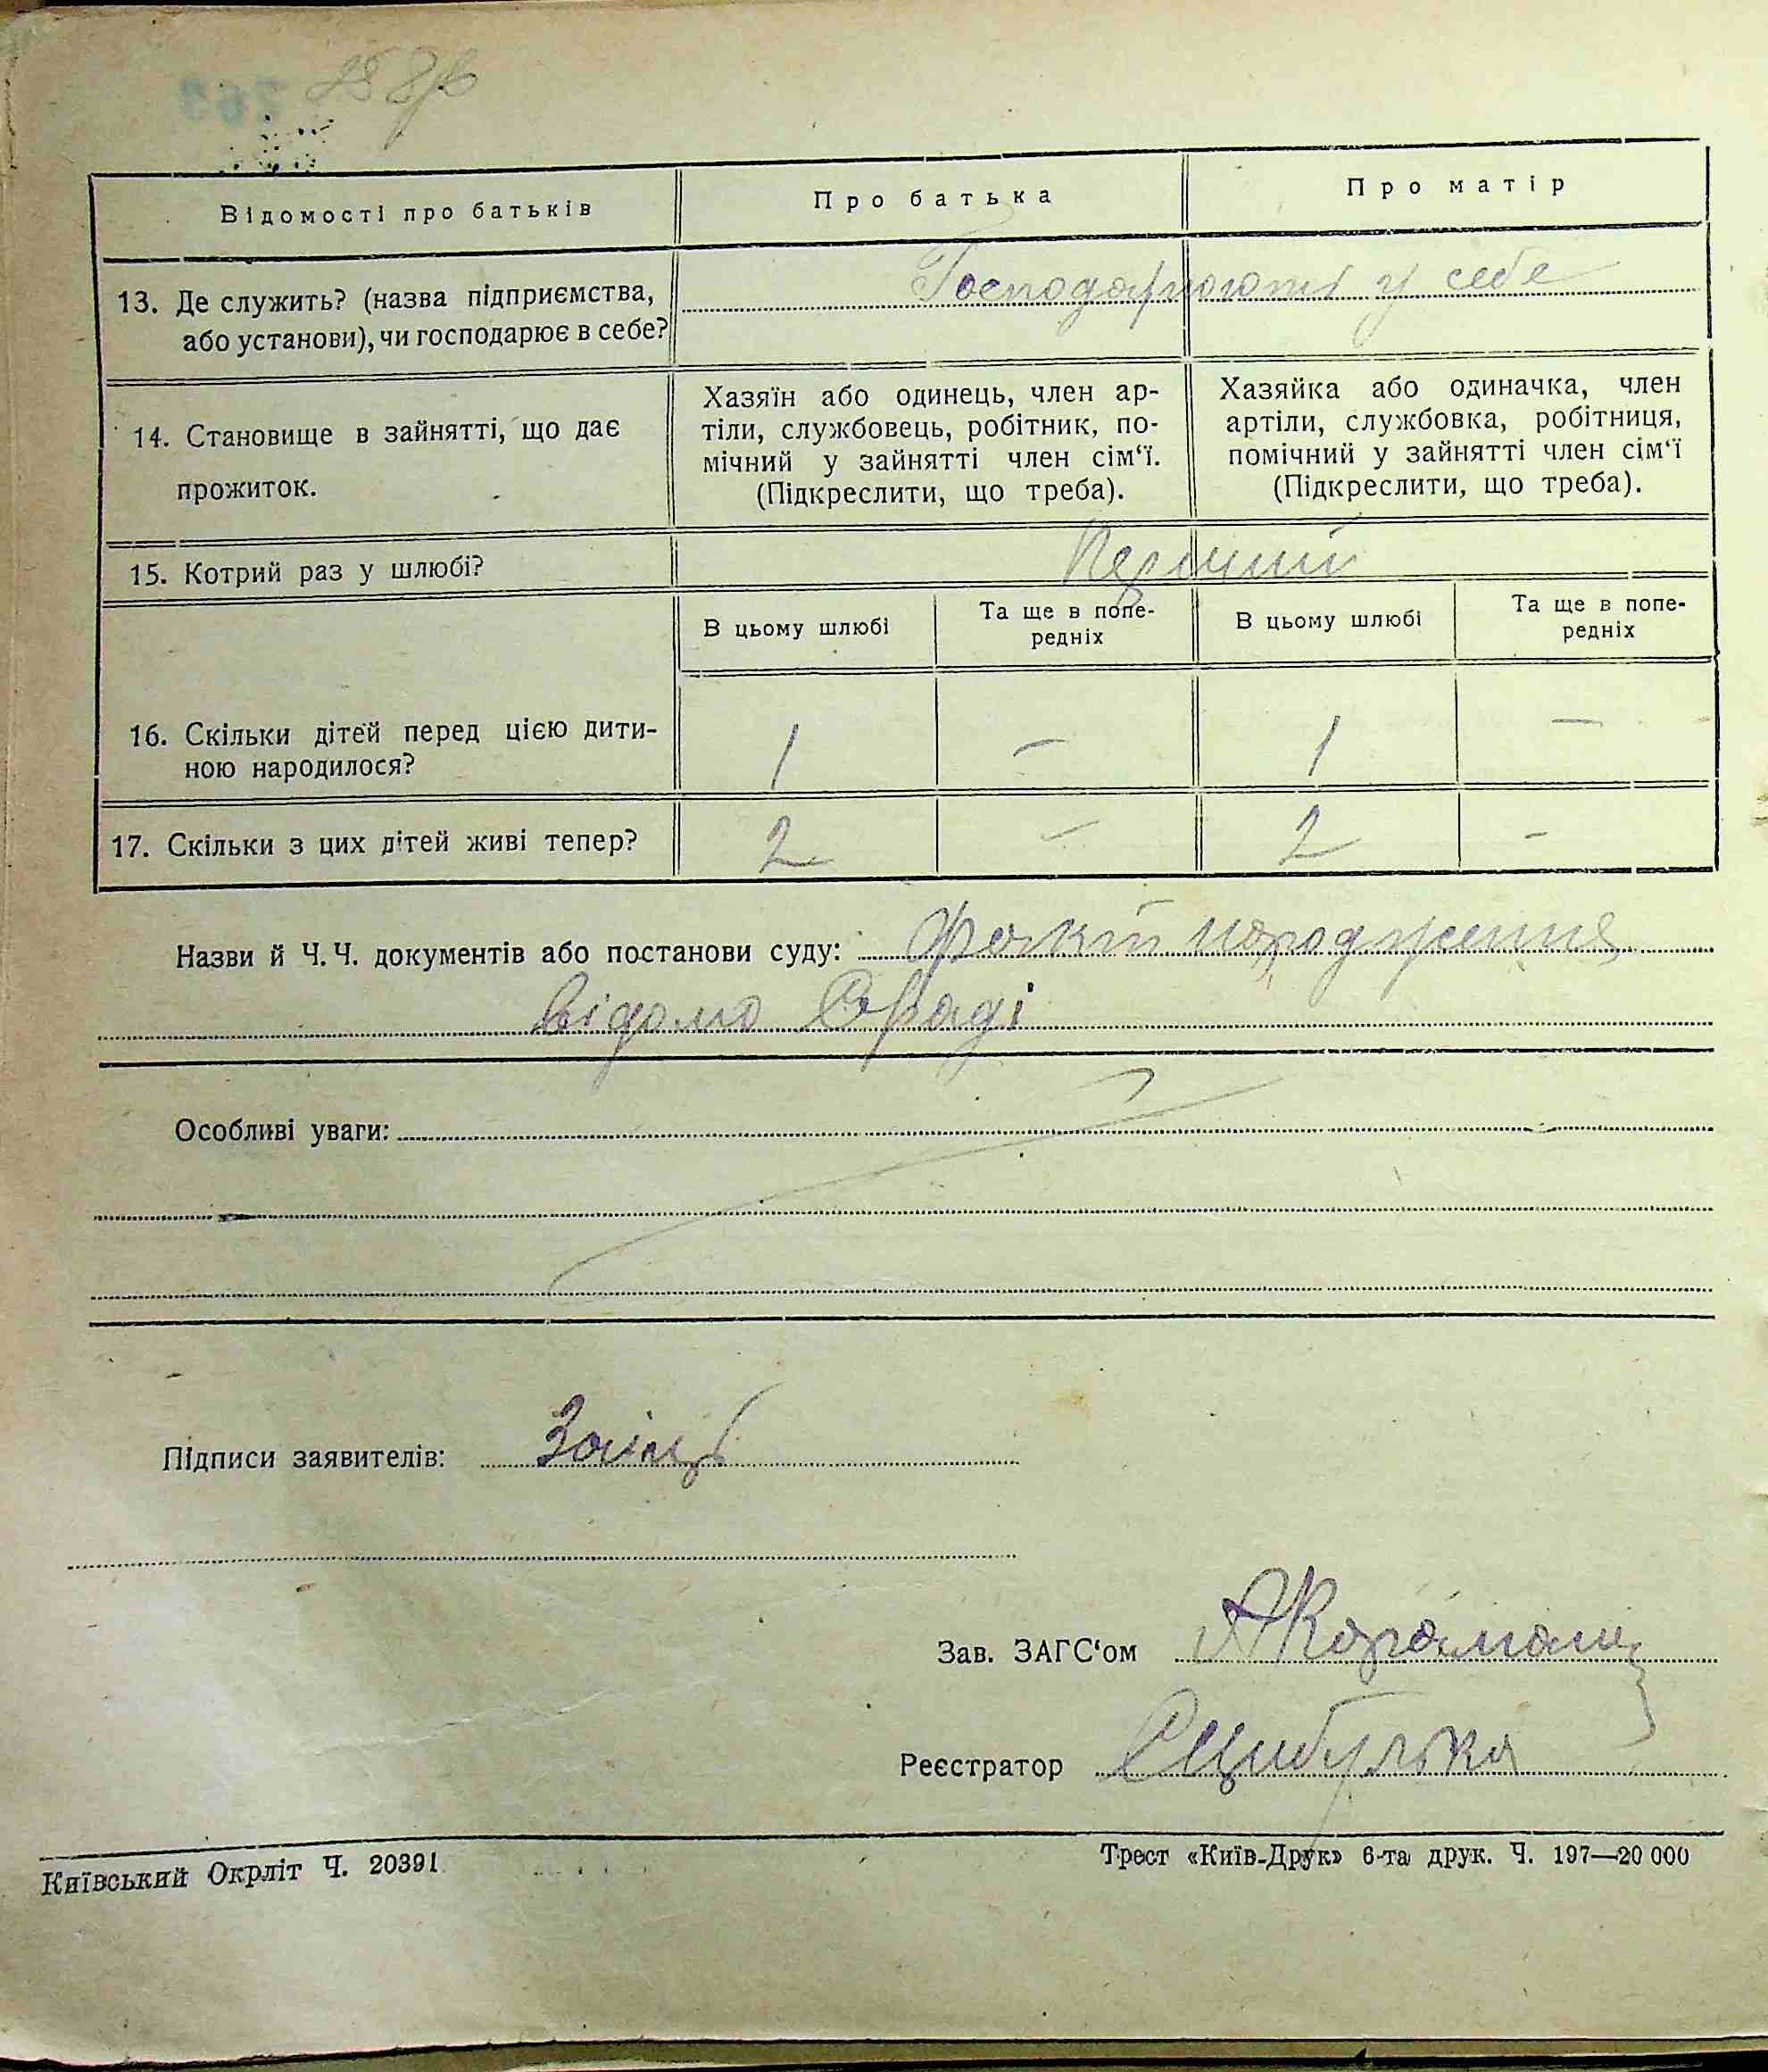 Відомості про батьків
Про батька
Про матір
13. Де служить? (назва підприємства,
або установи), чи господарює в себе?
Господарюють у себе
14. Становище в зайнятті, що дає
прожиток.
Хазяїн або одинець, член ар-
тіли, службовець, робітник, по-
мічний у зайнятті член сім‘ї.
(Підкреслити, що треба).
Хазяйка або одиначка, член
артіли, службовка, робітниця,
помічний у зайнятті член сім‘ї
(Підкреслити, що треба).
15. Котрий раз у шлюбі?
Перший
В цьому шлюбі
Та ще в попе-
редніх
В цьому шлюбі
Та ще в попе-
редніх
16. Скільки дітей перед цією дити-
ною народилося?
1 — 1 —
17. Скільки з цих дітей живі тепер?
2 — 2 —
Назви й Ч. Ч. документів або постанови суду: Факт народження
відомо С/раді
Особливі уваги:
Підписи заявителів: Заіць
Зав. ЗАГС‘ом
Реєстратор Цибулька
Київський Окрліт Ч. 20391
Трест «Київ-Друк» 6-та друк. Ч. 197—20 000